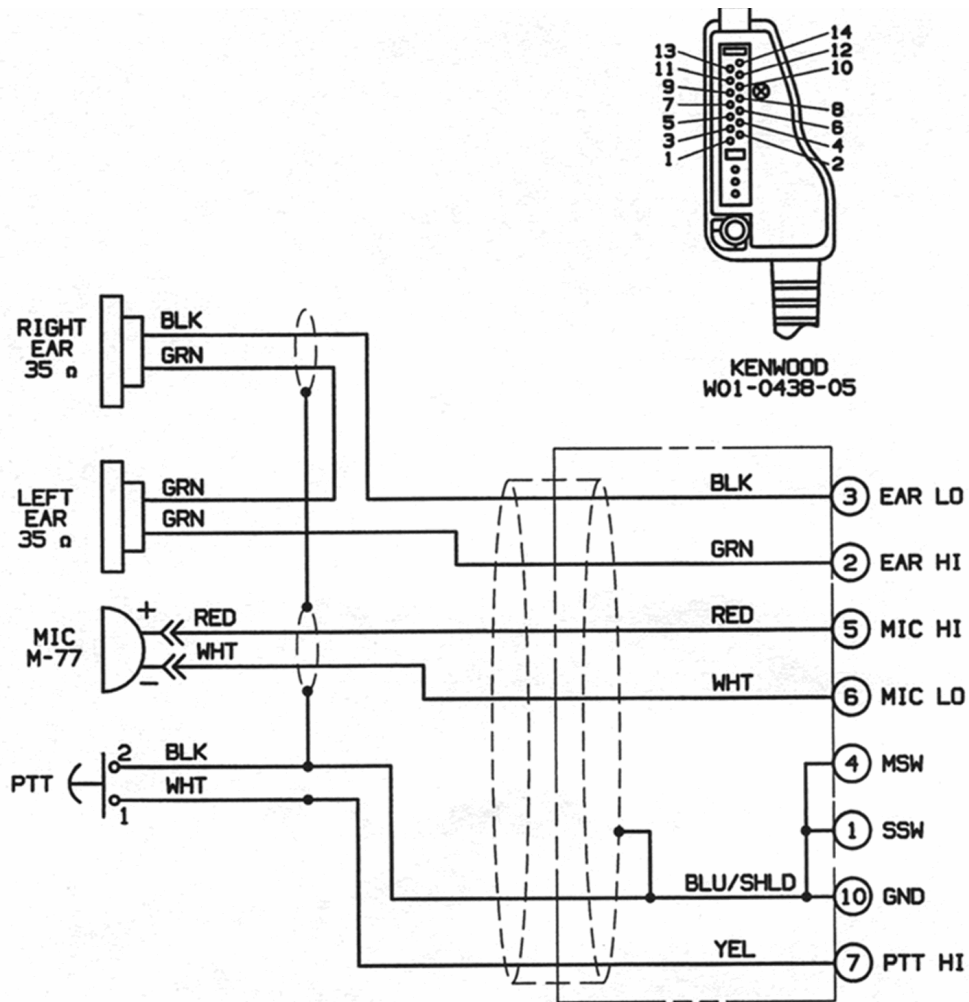 14
13
12
11
10
9
8
7
6
5
4
3
2
1
KENWOOD
W01-0438-05
RIGHT
EAR
35 Ω
BLK
GRN
LEFT
EAR
35 Ω
GRN
GRN
BLK
3 EAR LO
GRN
2 EAR HI
MIC
M-77
+
RED
RED
5 MIC HI
WHT
-
WHT
6 MIC LO
PTT
2
BLK
4 MSW
WHT
1
1 SSW
BLU/SHLD
10 GND
YEL
7 PTT HI